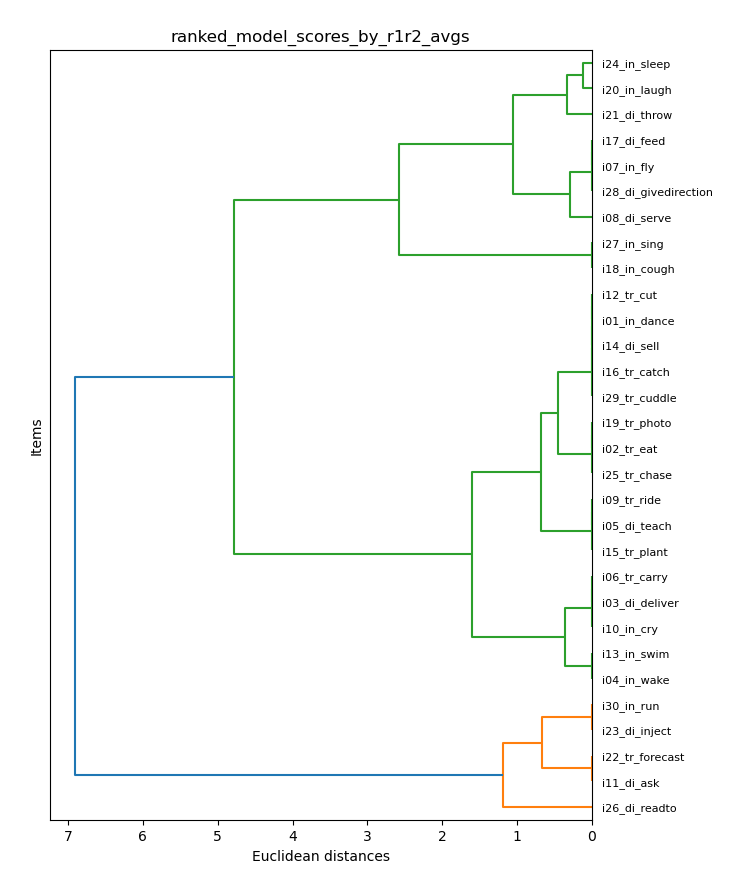 ranked_model_scores_by_r1r2_avgs
i24_in_sleep
i20_in_laugh
i21_di_throw
i17_di_feed
i07_in_fly
i28_di_givedirection
i08_di_serve
i27_in_sing
i18_in_cough
i12_tr_cut
i01_in_dance
i14_di_sell
i16_tr_catch
i29_tr_cuddle
i19_tr_photo
i02_tr_eat
i25_tr_chase
i09_tr_ride
i05_di_teach
i15_tr_plant
i06_tr_carry
i03_di_deliver
i10_in_cry
i13_in_swim
i04_in_wake
i30_in_run
i23_di_inject
i22_tr_forecast
i11_di_ask
i26_di_readto
Items
7 6 5 4 3 2 1 0
Euclidean distances